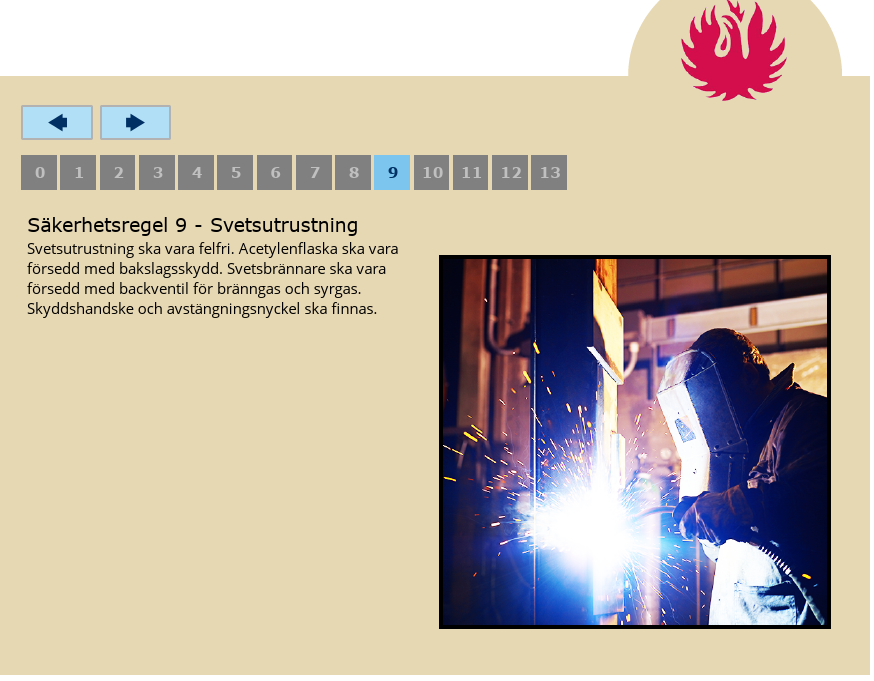 0 1 2 3 4 5 6 7 8 9 10 11 12 13
Säkerhetsregel 9 - Svetsutrustning
Svetsutrustning ska vara felfri. Acetylenflaska ska vara
försedd med bakslagsskydd. Svetsbrännare ska vara
försedd med backventil för bränngas och syrgas.
Skyddshandske och avstängningsnyckel ska finnas.